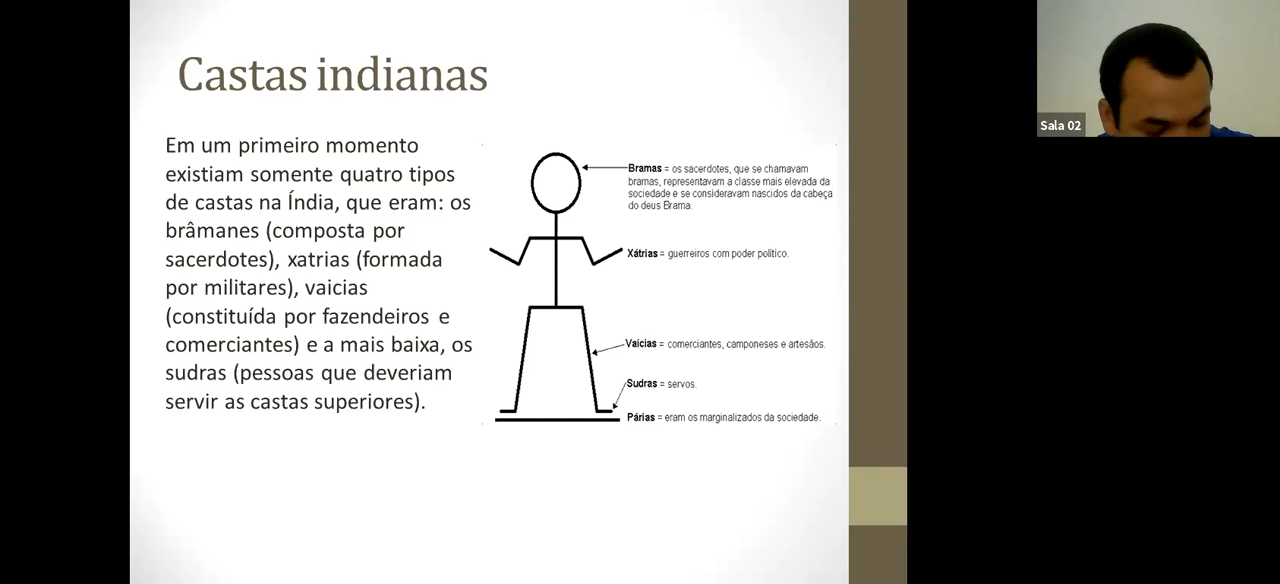 Castas indianas
Em um primeiro momento
existiam somente quatro tipos
de castas na Índia, que eram: os
brâmanes (composta por
sacerdotes), xatrias (formada
por militares), vaicias
(constituída por fazendeiros e
comerciantes) e a mais baixa, os
sudras (pessoas que deveriam
servir as castas superiores).
Bramas = os sacerdotes, que se chamavam
bramas, representavam a classe mais elevada da
sociedade e se consideravam nascidos da cabeça
do deus Brama.
Xátrias = guerreiros com poder político.
Vaícias = comerciantes, camponeses e artesãos.
Sudras = servos.
Párias = eram os marginalizados da sociedade.
Sala 02